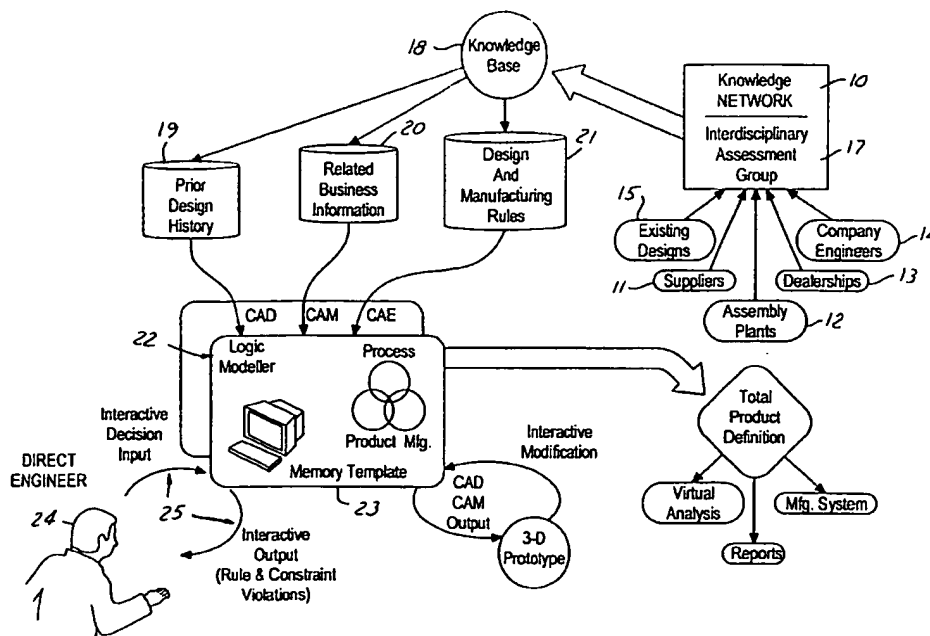 18
Knowledge
Base
Knowledge
NETWORK
10
Interdisciplinary
Assessment
Group
17
19
Prior
Design
History
20
Related
Business
Information
21
Design
And
Manufacturing
Rules
15
Existing
Designs
Company
Engineers
14
11
Suppliers
Dealerships
13
Assembly
Plants
12
CAD
CAM
CAE
22
Logic
Modeller
Process
Product
Mfg.
Memory Template
23
Interactive
Decision
Input
DIRECT
ENGINEER
24
25
Interactive
Output
(Rule & Constraint
Violations)
Interactive
Modification
CAD
CAM
Output
3-D
Prototype
Total
Product
Definition
Virtual
Analysis
Mfg. System
Reports